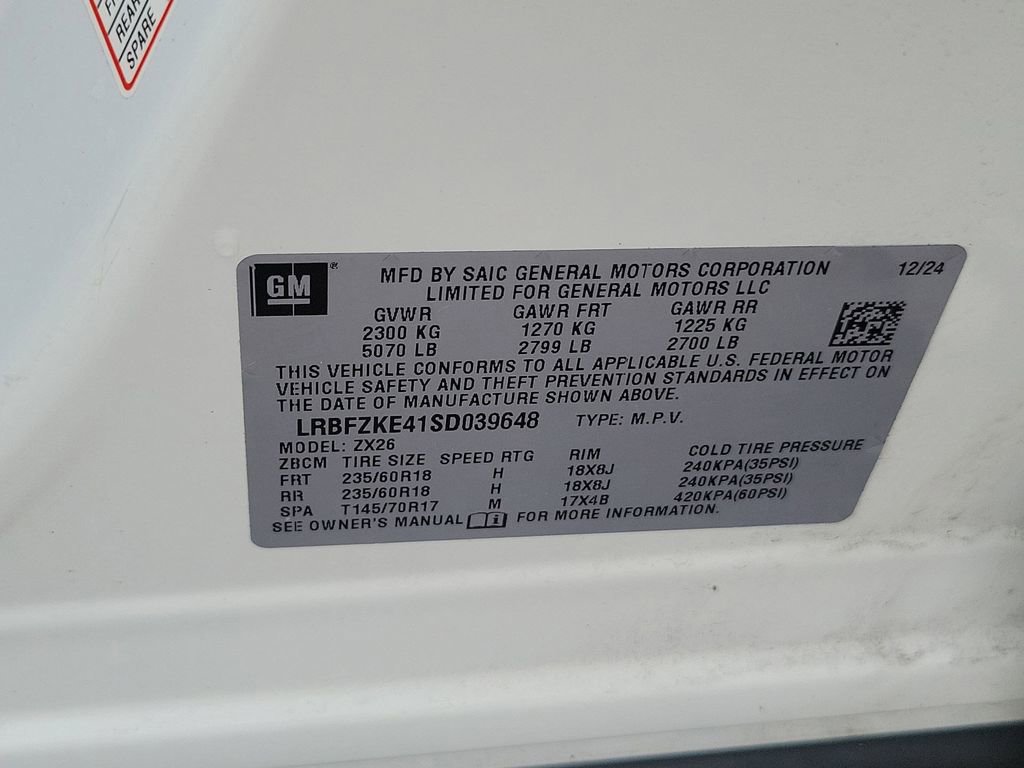 REAR
SPARE
GM
MFD BY SAIC GENERAL MOTORS CORPORATION 12/24
LIMITED FOR GENERAL MOTORS LLC
GVWR GAWR FRT GAWR RR
2300 KG 1270 KG 1225 KG
5070 LB 2799 LB 2700 LB
THIS VEHICLE CONFORMS TO ALL APPLICABLE U.S. FEDERAL MOTOR
VEHICLE SAFETY AND THEFT PREVENTION STANDARDS IN EFFECT ON
THE DATE OF MANUFACTURE SHOWN ABOVE.
LRBFZKE41SD039648 TYPE: M.P.V.
MODEL: ZX26
ZBCM TIRE SIZE SPEED RTG RIM COLD TIRE PRESSURE
FRT 235/60R18 H 18X8J 240KPA(35PSI)
RR 235/60R18 H 18X8J 240KPA(35PSI)
SPA T145/70R17 M 17X4B 420KPA(60PSI)
SEE OWNER'S MANUAL FOR MORE INFORMATION.